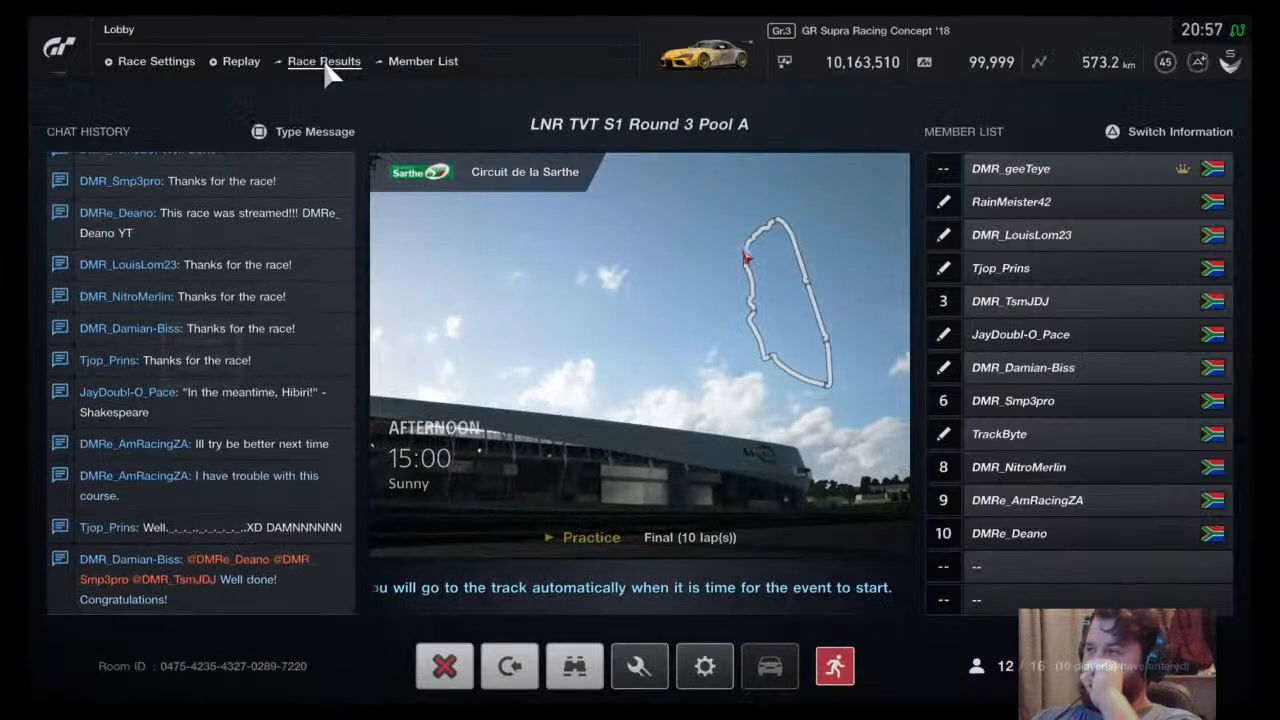 Lobby
Gr.3 GR Supra Racing Concept '18
20:57
Race Settings Replay Race Results Member List
10,163,510 99,999 573.2 km 45 S
LNR TVT S1 Round 3 Pool A
CHAT HISTORY Type Message
MEMBER LIST Switch Information
Sarthe Circuit de la Sarthe
DMR_Smp3pro: Thanks for the race!
DMRe_Deano: This race was streamed!!! DMRe_
Deano YT
DMR_LouisLom23: Thanks for the race!
DMR_NitroMerlin: Thanks for the race!
DMR_Damian-Biss: Thanks for the race!
Tjop_Prins: Thanks for the race!
JayDoubl-O_Pace: "In the meantime, Hibiri!" -
Shakespeare
DMRe_AmRacingZA: Ill try be better next time
DMRe_AmRacingZA: I have trouble with this
course.
Tjop_Prins: Well._._.._._._._._..XD DAMNNNNNN
DMR_Damian-Biss: @DMRe_Deano @DMR_
Smp3pro @DMR_TsmJDJ Well done!
Congratulations!
AFTERNOON
15:00
Sunny
Practice Final (10 lap(s))
ou will go to the track automatically when it is time for the event to start.
-- DMR_geeTeye
RainMeister42
DMR_LouisLom23
Tjop_Prins
3 DMR_TsmJDJ
JayDoubl-O_Pace
DMR_Damian-Biss
6 DMR_Smp3pro
TrackByte
8 DMR_NitroMerlin
9 DMRe_AmRacingZA
10 DMRe_Deano
-- --
-- --
Room ID : 0475-4235-4327-0289-7220
12 / 16 (10 player(s) have entered)